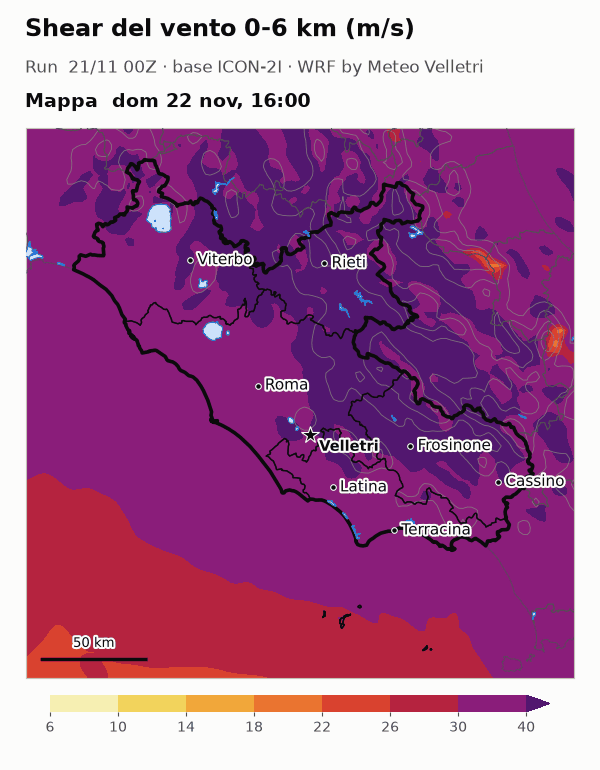 Shear del vento 0-6 km (m/s)
Run  21/11 00Z · base ICON-2I · WRF by Meteo Velletri
Mappa  dom 22 nov, 16:00
Viterbo
Rieti
Roma
Velletri
Frosinone
Latina
Cassino
Terracina
50 km
6 10 14 18 22 26 30 40